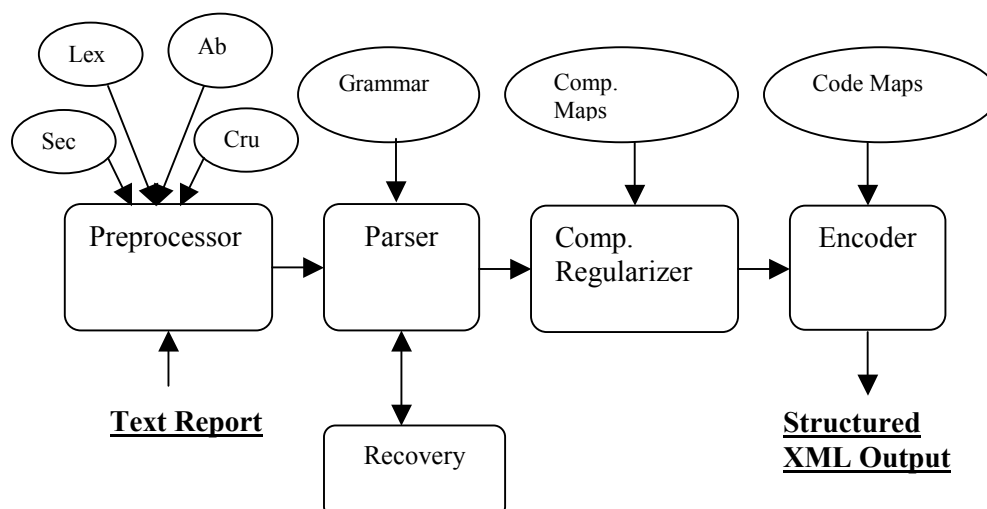 Lex
Ab
Sec
Cru
Grammar
Comp.
Maps
Code Maps
Preprocessor
Parser
Comp.
Regularizer
Encoder
Text Report
Recovery
Structured
XML Output